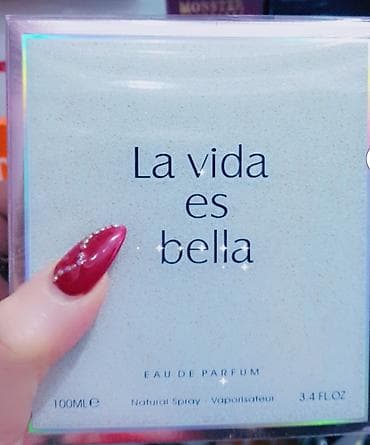 MONSTER
La vida
es
bella
EAU DE PARFUM
100ML℮ Natural Spray - Vaporisateur 3.4 FL.OZ